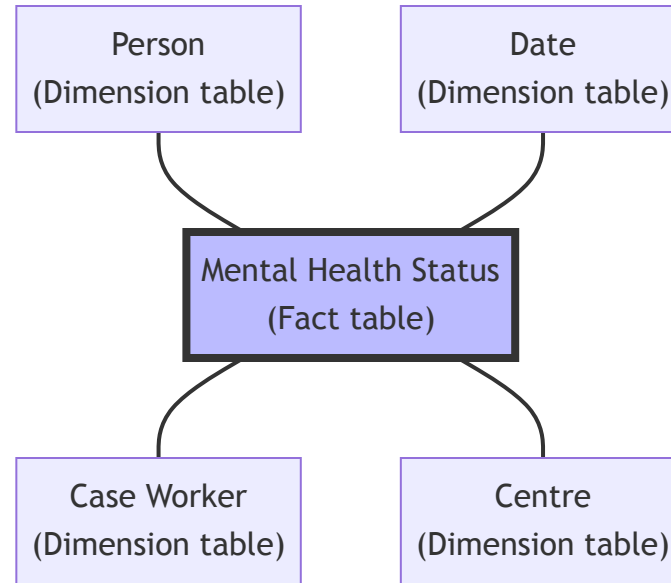 Person
(Dimension table)
Date
(Dimension table)
Mental Health Status
(Fact table)
Case Worker
(Dimension table)
Centre
(Dimension table)